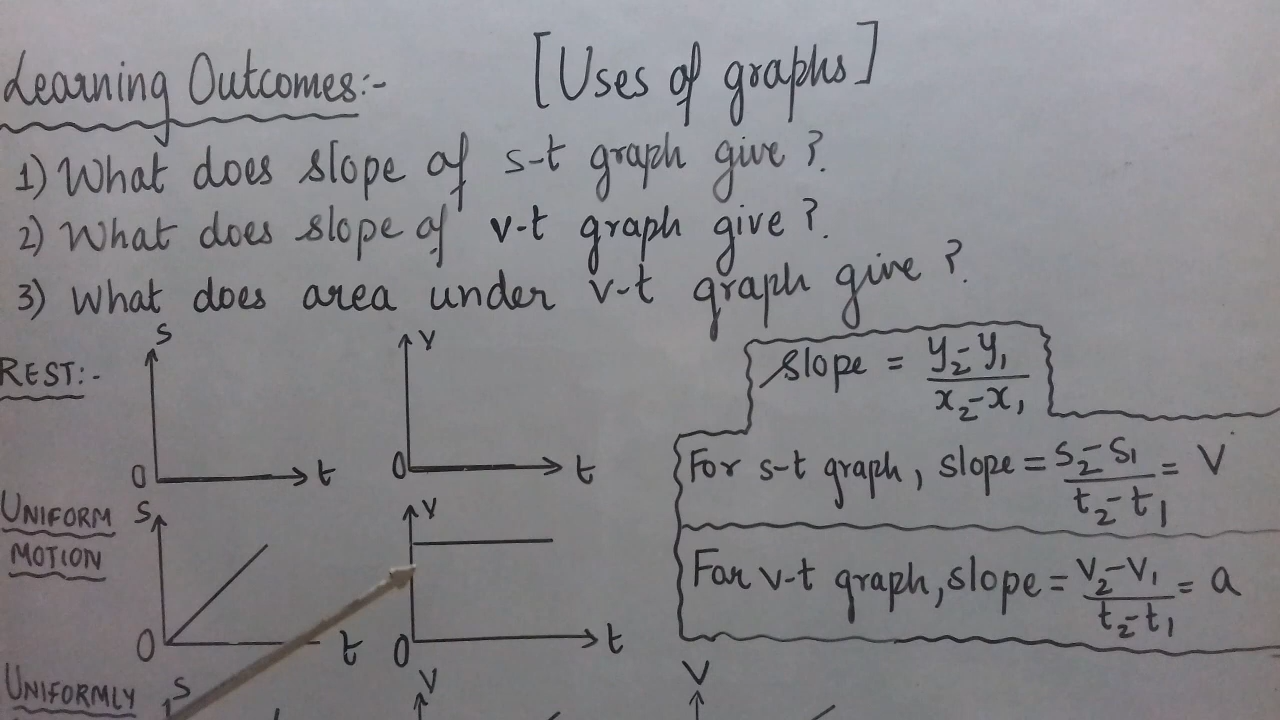 Learning Outcomes:- [Uses of graphs]
1) What does slope of s-t graph give ?
2) What does slope of v-t graph give ?
3) What does area under v-t graph give ?
REST:-
S
0
t
V
0
t
slope = y₂-y₁/x₂-x₁
For s-t graph, slope = s₂-s₁/t₂-t₁ = V
For v-t graph, slope = v₂-v₁/t₂-t₁ = a
UNIFORM
MOTION
S
0
t
V
0
t
UNIFORMLY
S
V
V